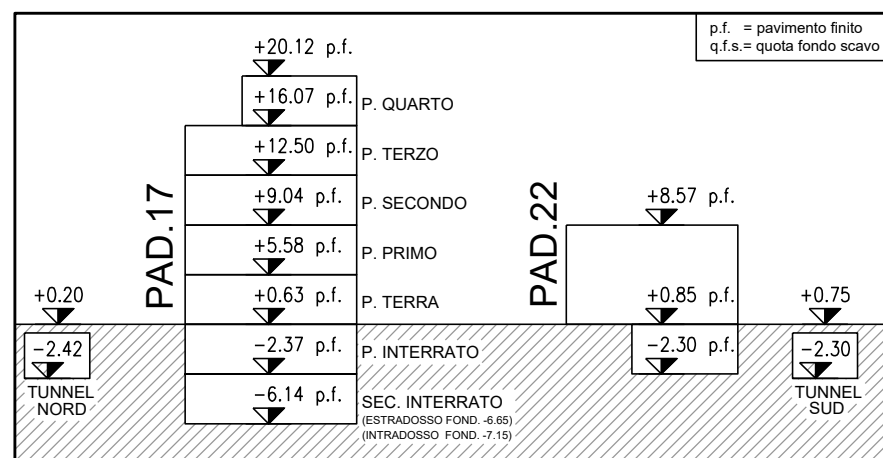 p.f. = pavimento finito
q.f.s.= quota fondo scavo
PAD.17
+20.12 p.f.
+16.07 p.f.
P. QUARTO
+12.50 p.f.
P. TERZO
+9.04 p.f.
P. SECONDO
+5.58 p.f.
P. PRIMO
+0.63 p.f.
P. TERRA
-2.37 p.f.
P. INTERRATO
-6.14 p.f.
SEC. INTERRATO
(ESTRADOSSO FOND. -6.65)
(INTRADOSSO FOND. -7.15)
+0.20
-2.42
TUNNEL
NORD
PAD.22
+8.57 p.f.
+0.85 p.f.
-2.30 p.f.
+0.75
-2.30
TUNNEL
SUD